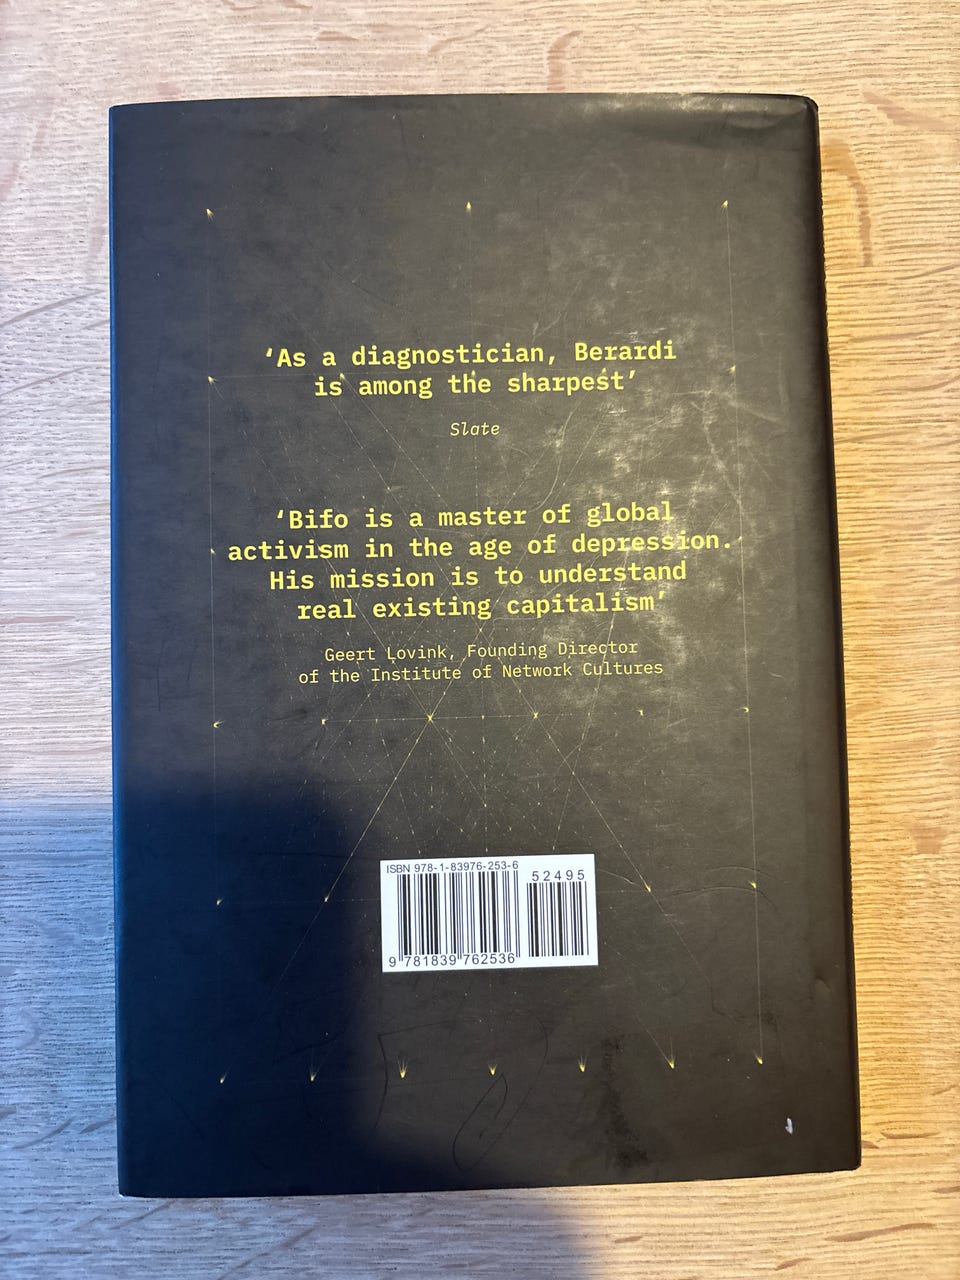 ‘As a diagnostician, Berardi
is among the sharpest’
Slate
‘Bifo is a master of global
activism in the age of depression.
His mission is to understand
real existing capitalism’
Geert Lovink, Founding Director
of the Institute of Network Cultures
ISBN 978-1-83976-253-6
52495
9 781839 762536